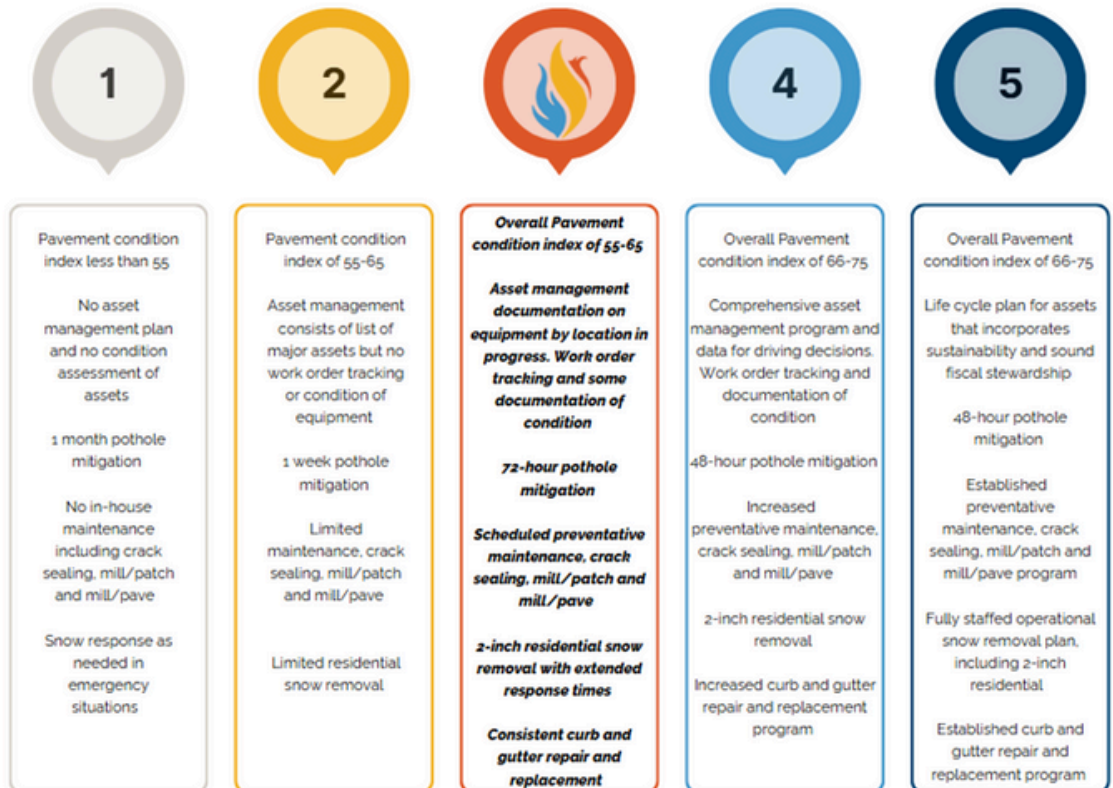 1
2
4
5
Pavement condition
index less than 55
No asset
management plan
and no condition
assessment of
assets
1 month pothole
mitigation
No in-house
maintenance
including crack
sealing, mill/patch
and mill/pave
Snow response as
needed in
emergency
situations
Pavement condition
index of 55-65
Asset management
consists of list of
major assets but no
work order tracking
or condition of
equipment
1 week pothole
mitigation
Limited
maintenance, crack
sealing, mill/patch
and mill/pave
Limited residential
snow removal
Overall Pavement
condition index of 55-65
Asset management
documentation on
equipment by location in
progress. Work order
tracking and some
documentation of
condition
72-hour pothole
mitigation
Scheduled preventative
maintenance, crack
sealing, mill/patch and
mill/pave
2-inch residential snow
removal with extended
response times
Consistent curb and
gutter repair and
replacement
Overall Pavement
condition index of 66-75
Comprehensive asset
management program and
data for driving decisions.
Work order tracking and
documentation of
condition
48-hour pothole mitigation
Increased
preventative maintenance,
crack sealing, mill/patch
and mill/pave
2-inch residential snow
removal
Increased curb and gutter
repair and replacement
program
Overall Pavement
condition index of 66-75
Life cycle plan for assets
that incorporates
sustainability and sound
fiscal stewardship
48-hour pothole
mitigation
Established
preventative
maintenance, crack
sealing, mill/patch and
mill/pave program
Fully staffed operational
snow removal plan,
including 2-inch
residential
Established curb and
gutter repair and
replacement program